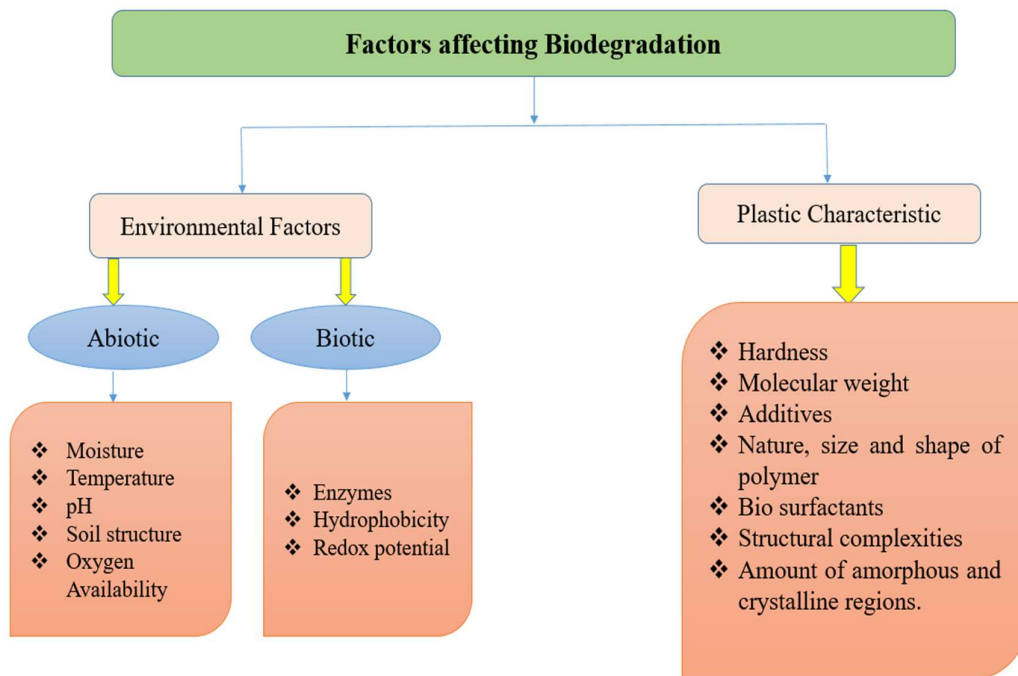 Factors affecting Biodegradation
Environmental Factors
Plastic Characteristic
Abiotic
Biotic
❖ Moisture
❖ Temperature
❖ pH
❖ Soil structure
❖ Oxygen
Availability
❖ Enzymes
❖ Hydrophobicity
❖ Redox potential
❖ Hardness
❖ Molecular weight
❖ Additives
❖ Nature, size and shape of
polymer
❖ Bio surfactants
❖ Structural complexities
❖ Amount of amorphous and
crystalline regions.